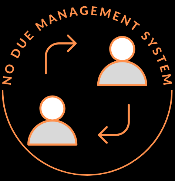 NO DUE MANAGEMENT SYSTEM